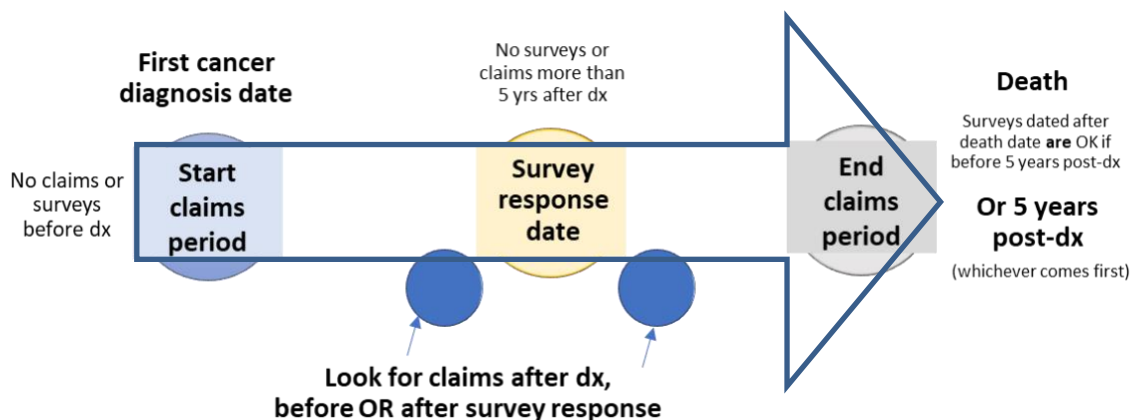 First cancer
diagnosis date
No claims or
surveys
before dx
Start
claims
period
No surveys or
claims more than
5 yrs after dx
Survey
response
date
Look for claims after dx,
before OR after survey response
End
claims
period
Death
Surveys dated after
death date are OK if
before 5 years post-dx
Or 5 years
post-dx
(whichever comes first)